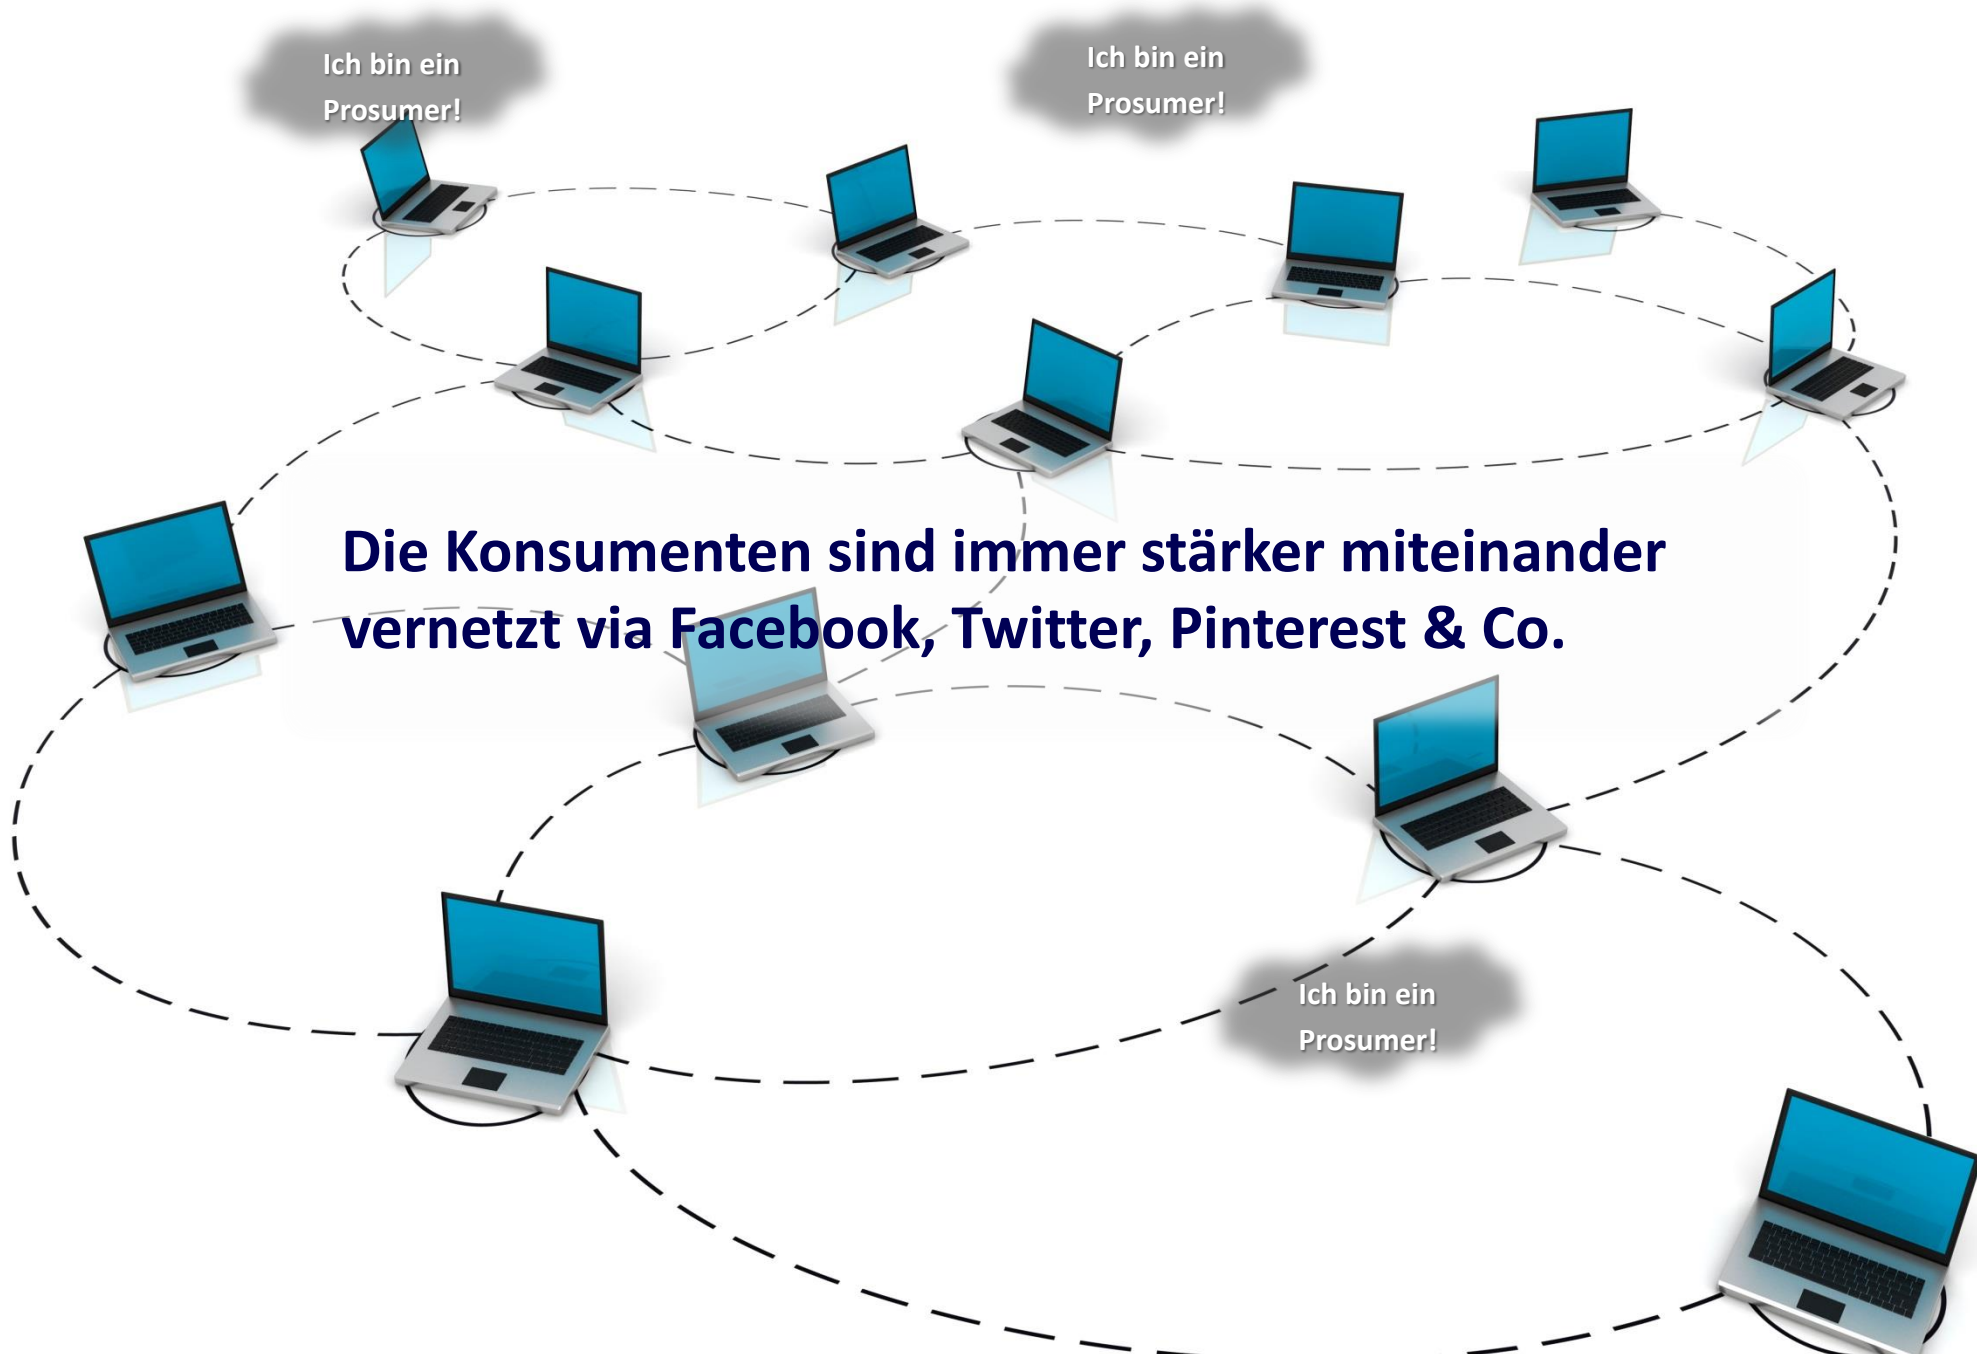 Ich bin ein
Prosumer!
Ich bin ein
Prosumer!
Die Konsumenten sind immer stärker miteinander
vernetzt via Facebook, Twitter, Pinterest & Co.
Ich bin ein
Prosumer!